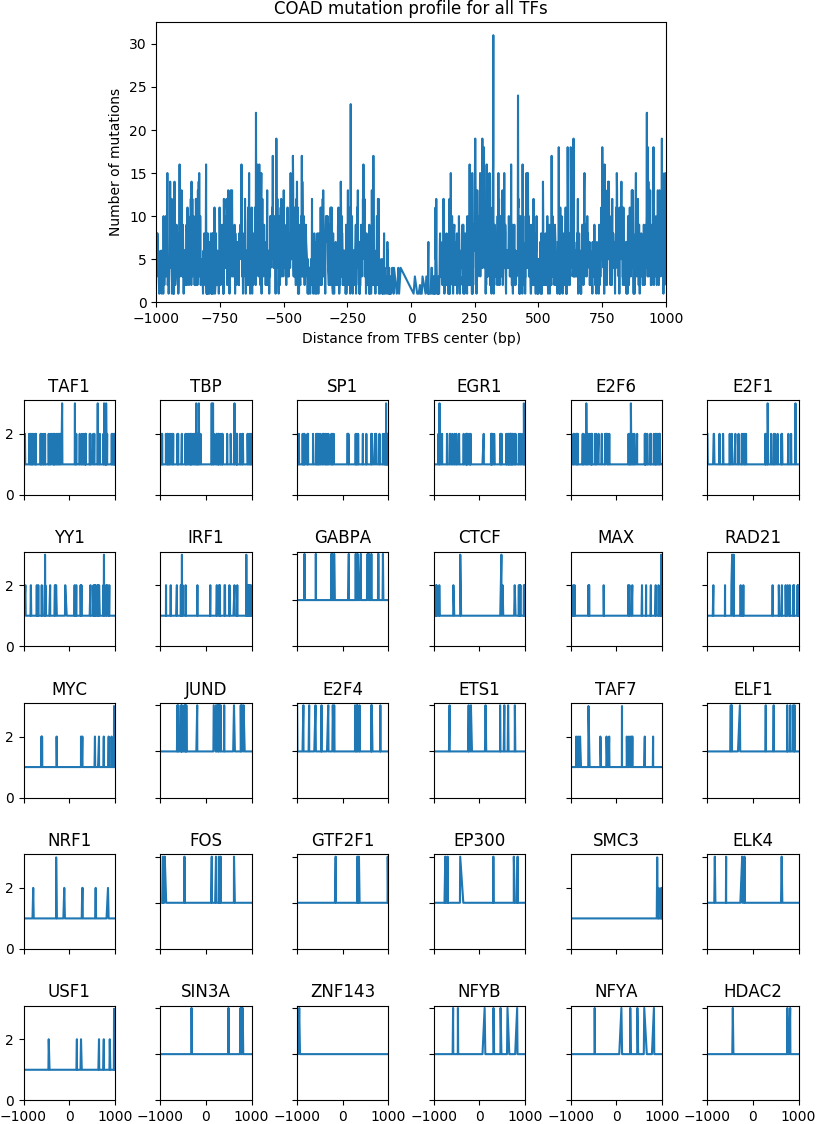 COAD mutation profile for all TFs
30
25
20
15
10
5
0
Number of mutations
−1000 −750 −500 −250 0 250 500 750 1000
Distance from TFBS center (bp)
TAF1 TBP SP1 EGR1 E2F6 E2F1
2
0
YY1 IRF1 GABPA CTCF MAX RAD21
2
0
MYC JUND E2F4 ETS1 TAF7 ELF1
2
0
NRF1 FOS GTF2F1 EP300 SMC3 ELK4
2
0
USF1 SIN3A ZNF143 NFYB NFYA HDAC2
2
0
−1000 0 1000 −1000 0 1000 −1000 0 1000 −1000 0 1000 −1000 0 1000 −1000 0 1000